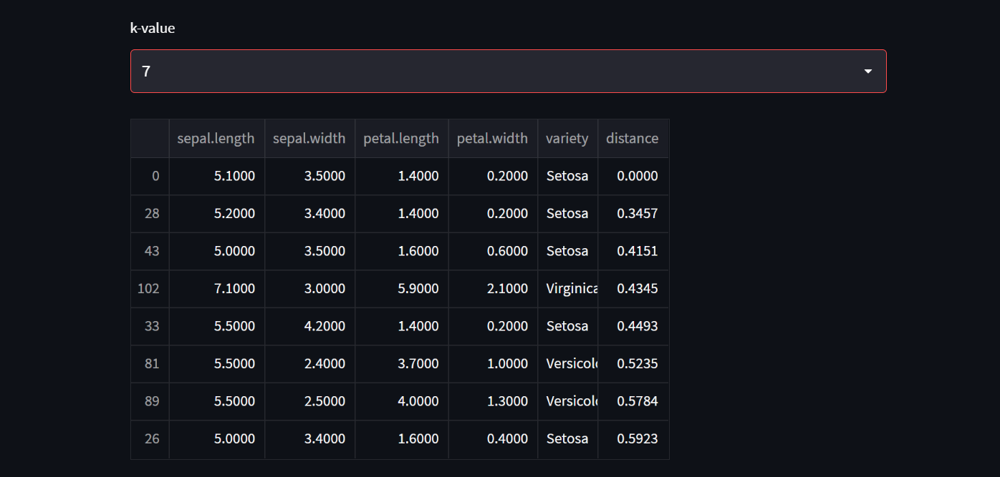 k-value
7
sepal.length sepal.width petal.length petal.width variety distance
0 5.1000 3.5000 1.4000 0.2000 Setosa 0.0000
28 5.2000 3.4000 1.4000 0.2000 Setosa 0.3457
43 5.0000 3.5000 1.6000 0.6000 Setosa 0.4151
102 7.1000 3.0000 5.9000 2.1000 Virginica 0.4345
33 5.5000 4.2000 1.4000 0.2000 Setosa 0.4493
81 5.5000 2.4000 3.7000 1.0000 Versicolo 0.5235
89 5.5000 2.5000 4.0000 1.3000 Versicolo 0.5784
26 5.0000 3.4000 1.6000 0.4000 Setosa 0.5923